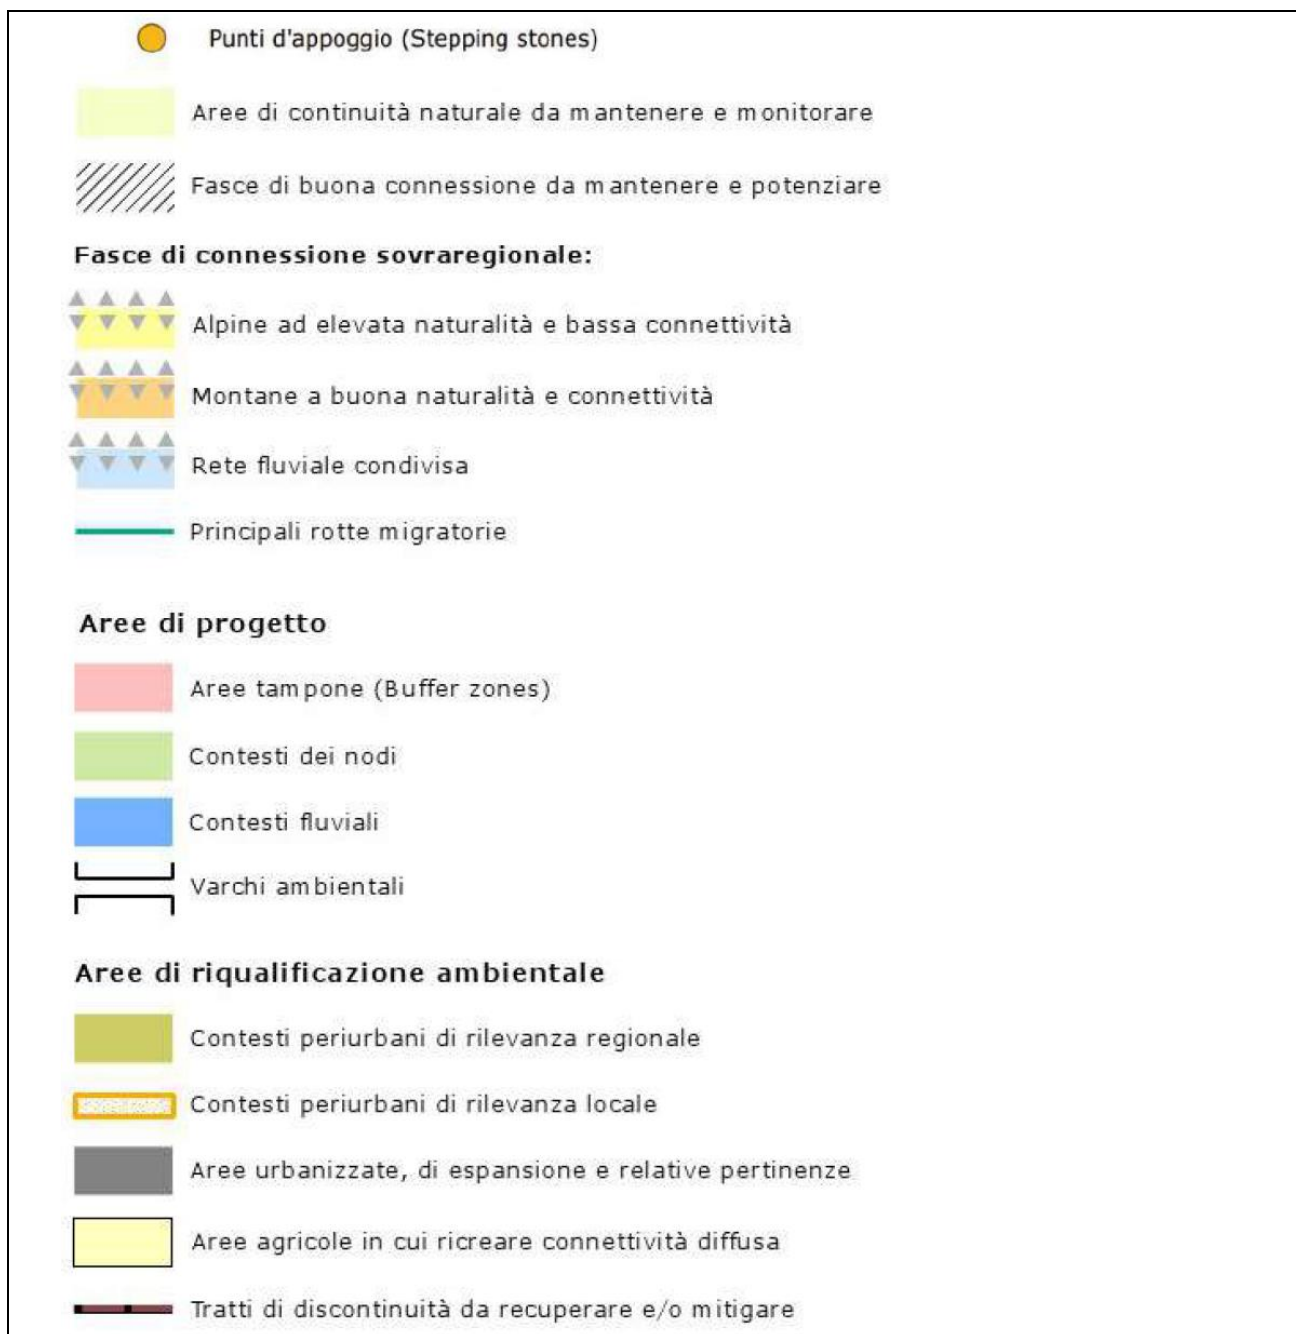 Punti d'appoggio (Stepping stones)
Aree di continuità naturale da mantenere e monitorare
Fasce di buona connessione da mantenere e potenziare
Fasce di connessione sovraregionale:
Alpine ad elevata naturalità e bassa connettività
Montane a buona naturalità e connettività
Rete fluviale condivisa
Principali rotte migratorie
Aree di progetto
Aree tampone (Buffer zones)
Contesti dei nodi
Contesti fluviali
Varchi ambientali
Aree di riqualificazione ambientale
Contesti periurbani di rilevanza regionale
Contesti periurbani di rilevanza locale
Aree urbanizzate, di espansione e relative pertinenze
Aree agricole in cui ricreare connettività diffusa
Tratti di discontinuità da recuperare e/o mitigare